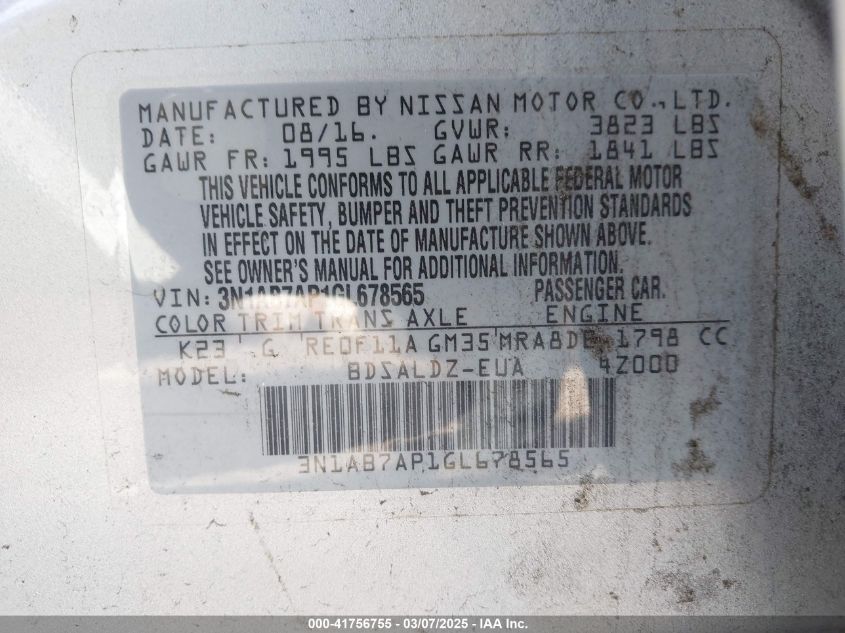 MANUFACTURED BY NISSAN MOTOR CO.,LTD.
DATE: 08/16. GVWR: 3823 LBS
GAWR FR: 1995 LBS GAWR RR: 1841 LBS
THIS VEHICLE CONFORMS TO ALL APPLICABLE FEDERAL MOTOR
VEHICLE SAFETY, BUMPER AND THEFT PREVENTION STANDARDS
IN EFFECT ON THE DATE OF MANUFACTURE SHOWN ABOVE.
SEE OWNER'S MANUAL FOR ADDITIONAL INFORMATION.
VIN: 3N1AB7AP1GL678565 PASSENGER CAR.
COLOR TRIM TRANS AXLE ENGINE
K23 G RE0F11A GM35 MRA8DE 1798 CC
MODEL: BDSALDZ-EUA 4Z000
3N1AB7AP1GL678565
000-41756755 — 03/07/2025 — IAA Inc.